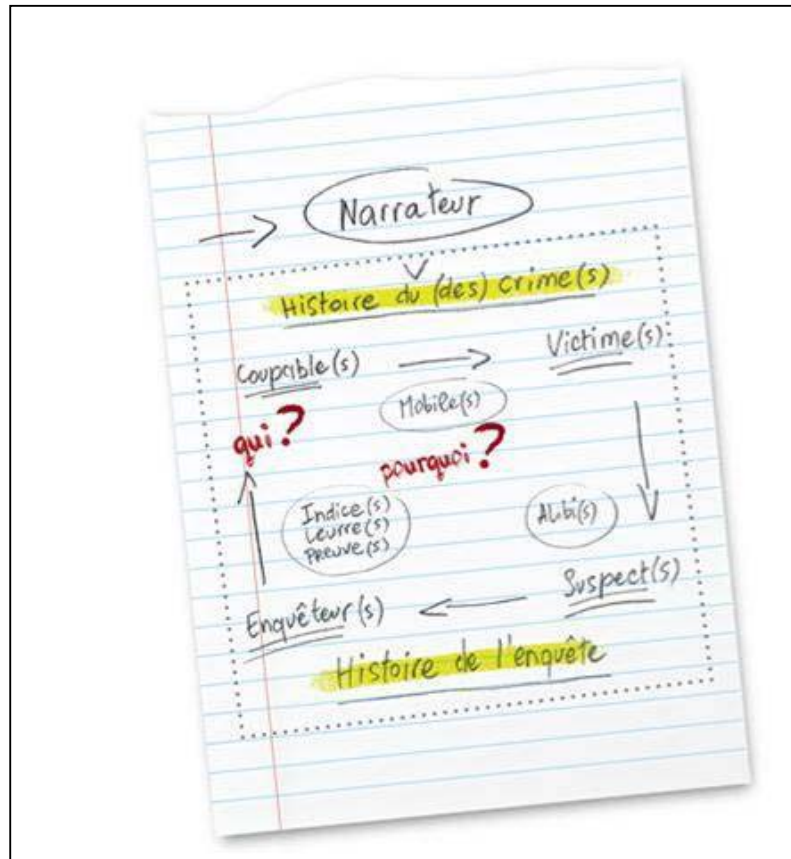 Narrateur
Histoire du (des) crime(s)
Coupable(s)
Victime(s)
Mobile(s)
qui ?
pourquoi ?
Indice(s)
Leurre(s)
Preuve(s)
Alibi(s)
Suspect(s)
Enquêteur(s)
Histoire de l'enquête